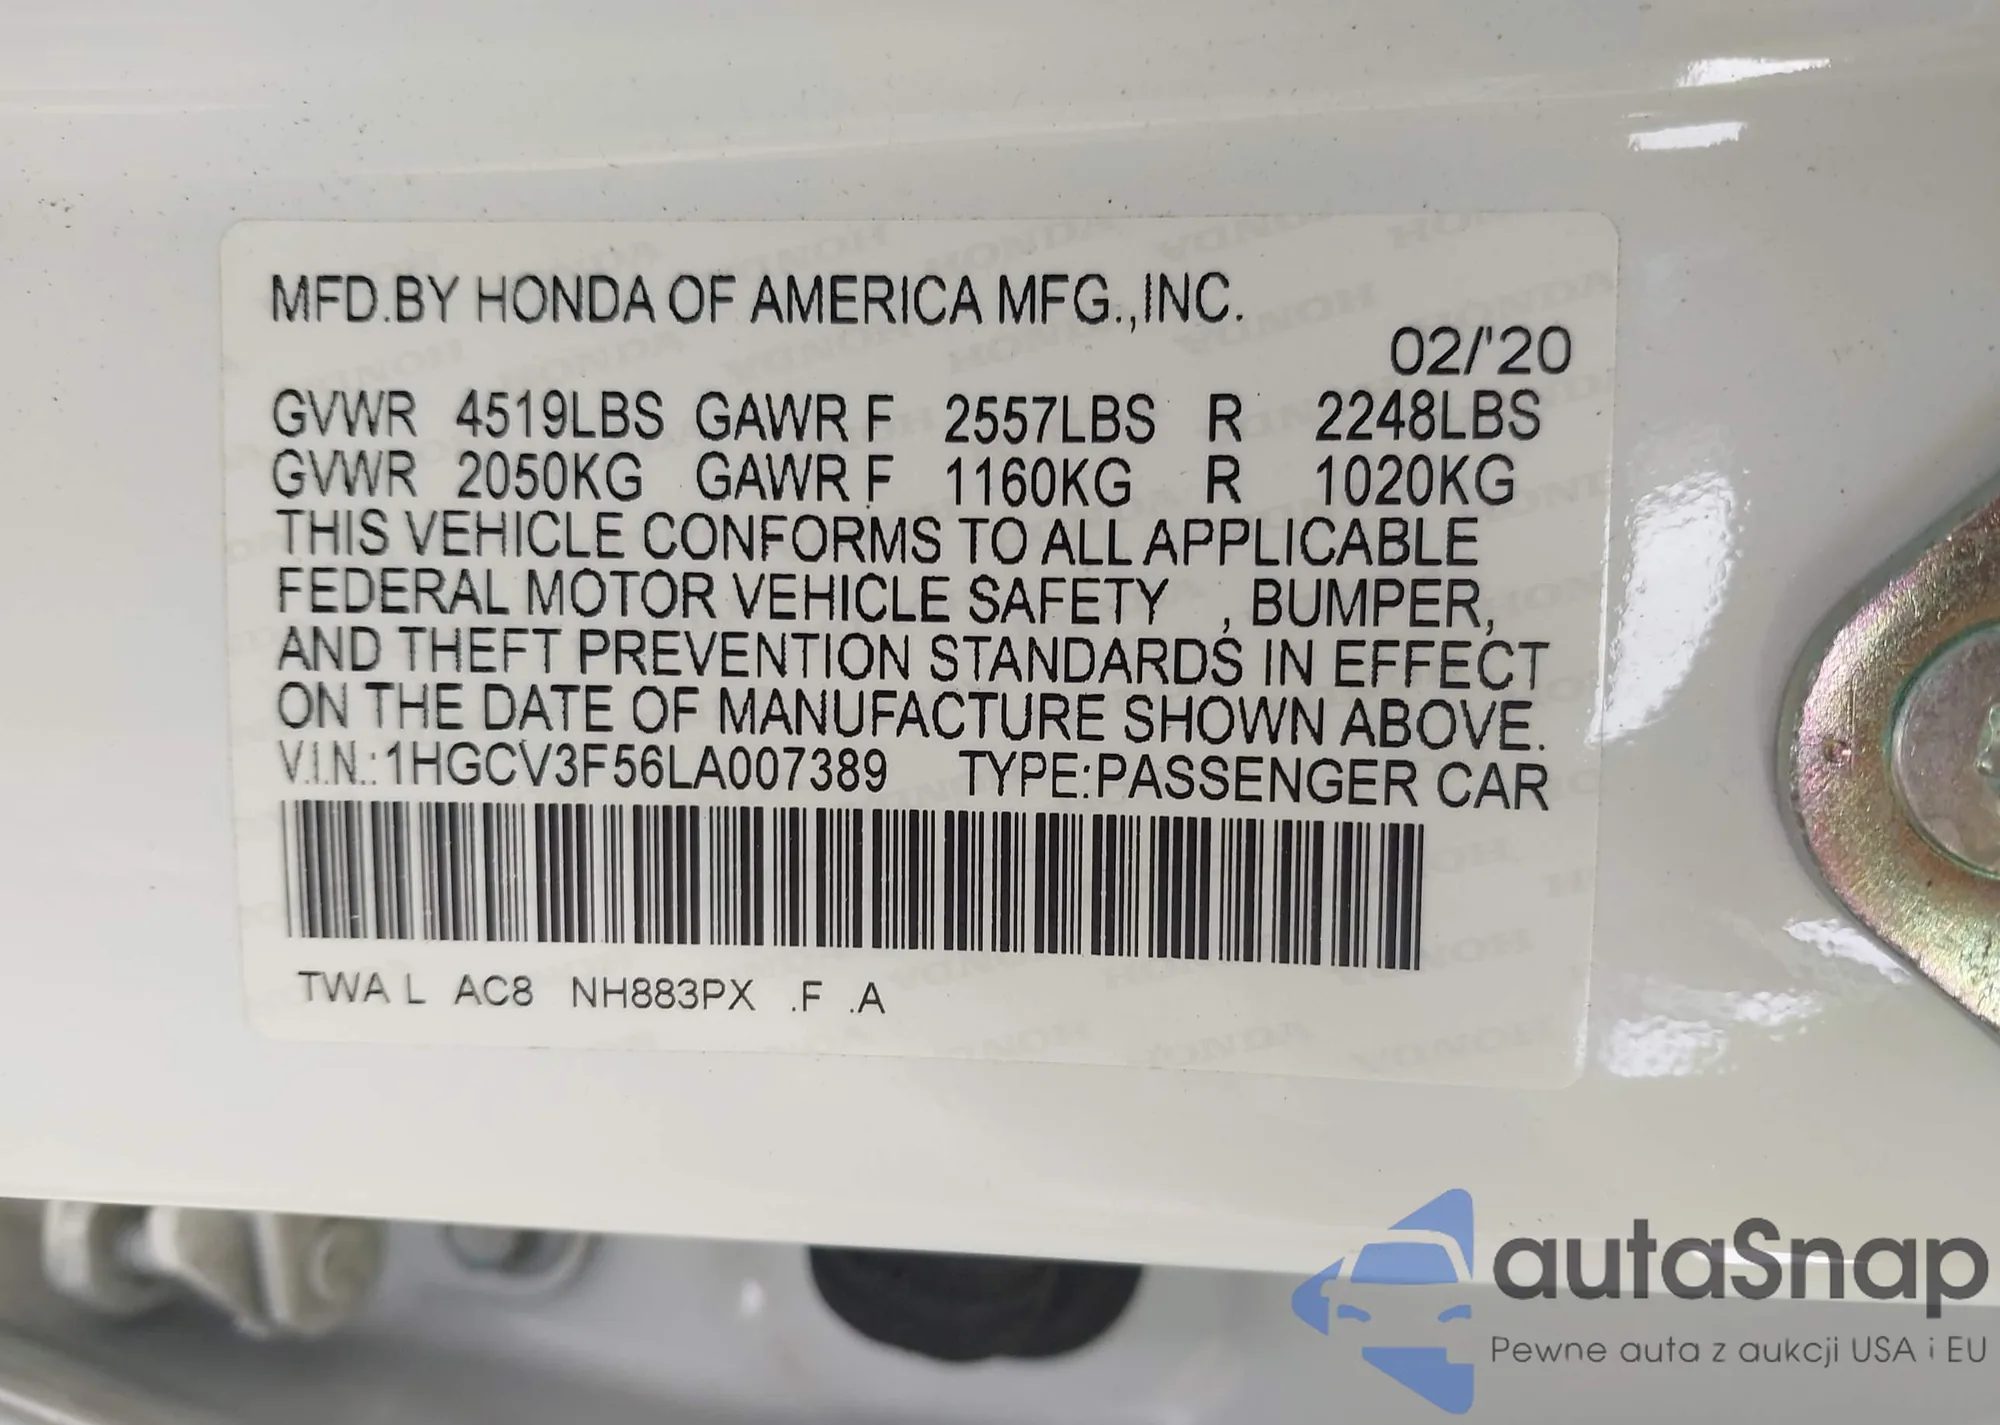 MFD.BY HONDA OF AMERICA MFG.,INC.
02/'20
GVWR 4519LBS GAWR F 2557LBS R 2248LBS
GVWR 2050KG GAWR F 1160KG R 1020KG
THIS VEHICLE CONFORMS TO ALL APPLICABLE
FEDERAL MOTOR VEHICLE SAFETY , BUMPER,
AND THEFT PREVENTION STANDARDS IN EFFECT
ON THE DATE OF MANUFACTURE SHOWN ABOVE.
V.I.N.:1HGCV3F56LA007389 TYPE:PASSENGER CAR
TWA L AC8 NH883PX .F .A
autaSnap
Pewne auta z aukcji USA i EU